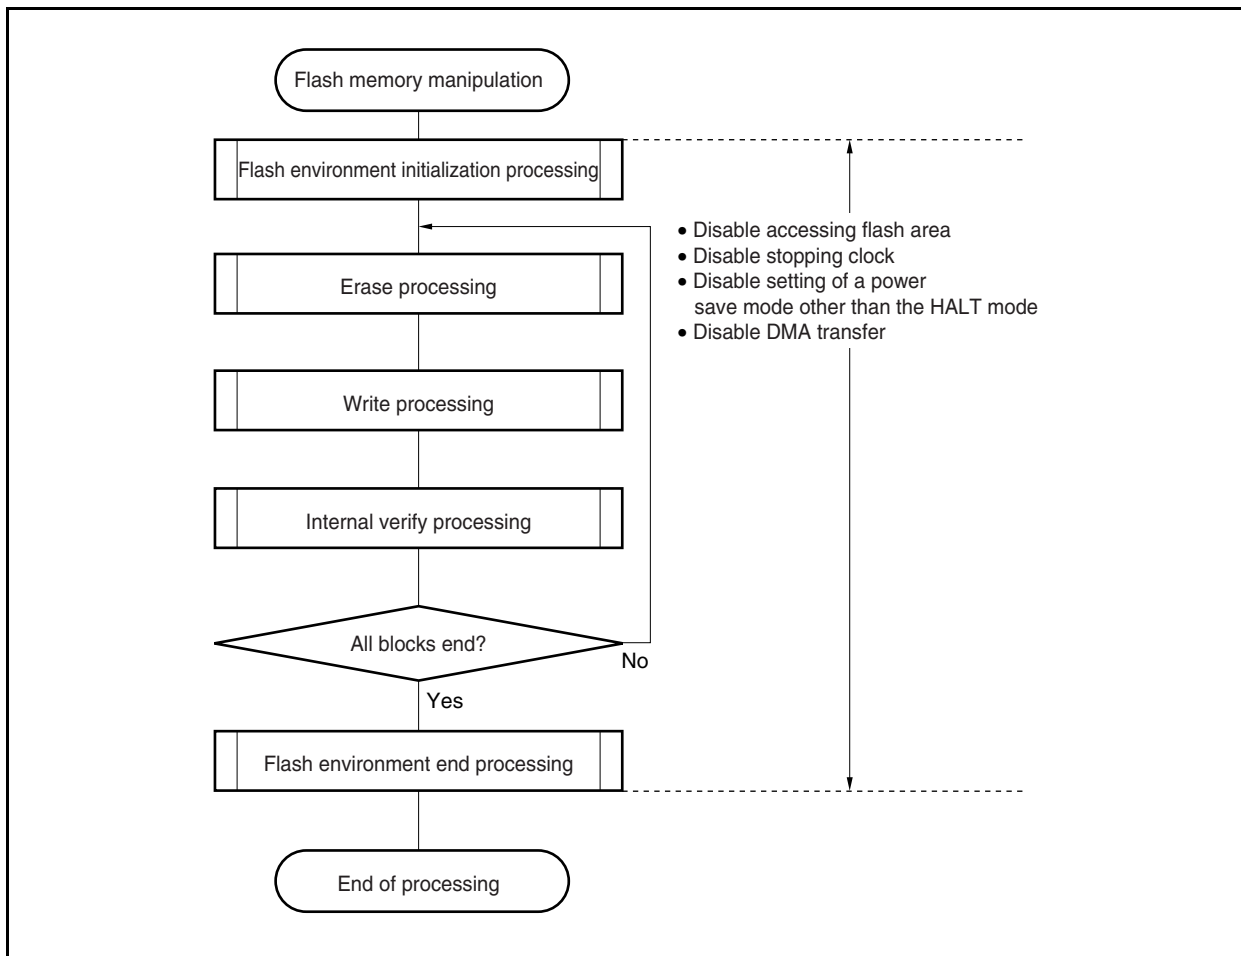 Flash memory manipulation
Flash environment initialization processing
• Disable accessing flash area
• Disable stopping clock
• Disable setting of a power
save mode other than the HALT mode
• Disable DMA transfer
Erase processing
Write processing
Internal verify processing
All blocks end?
No
Yes
Flash environment end processing
End of processing